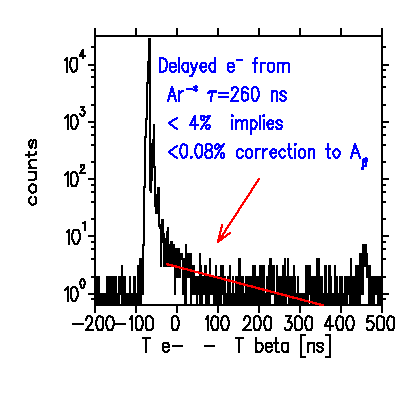 Delayed e⁻ from
Ar⁻* τ=260 ns
< 4% implies
<0.08% correction to Aᵦ
counts
10⁴
10³
10²
10¹
10⁰
−200 −100 0 100 200 300 400 500
T e− − T beta [ns]